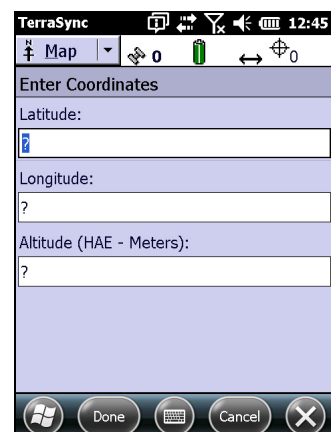 TerraSync 12:45
N
Map 0 0
Enter Coordinates
Latitude:
?
Longitude:
?
Altitude (HAE - Meters):
?
Done Cancel